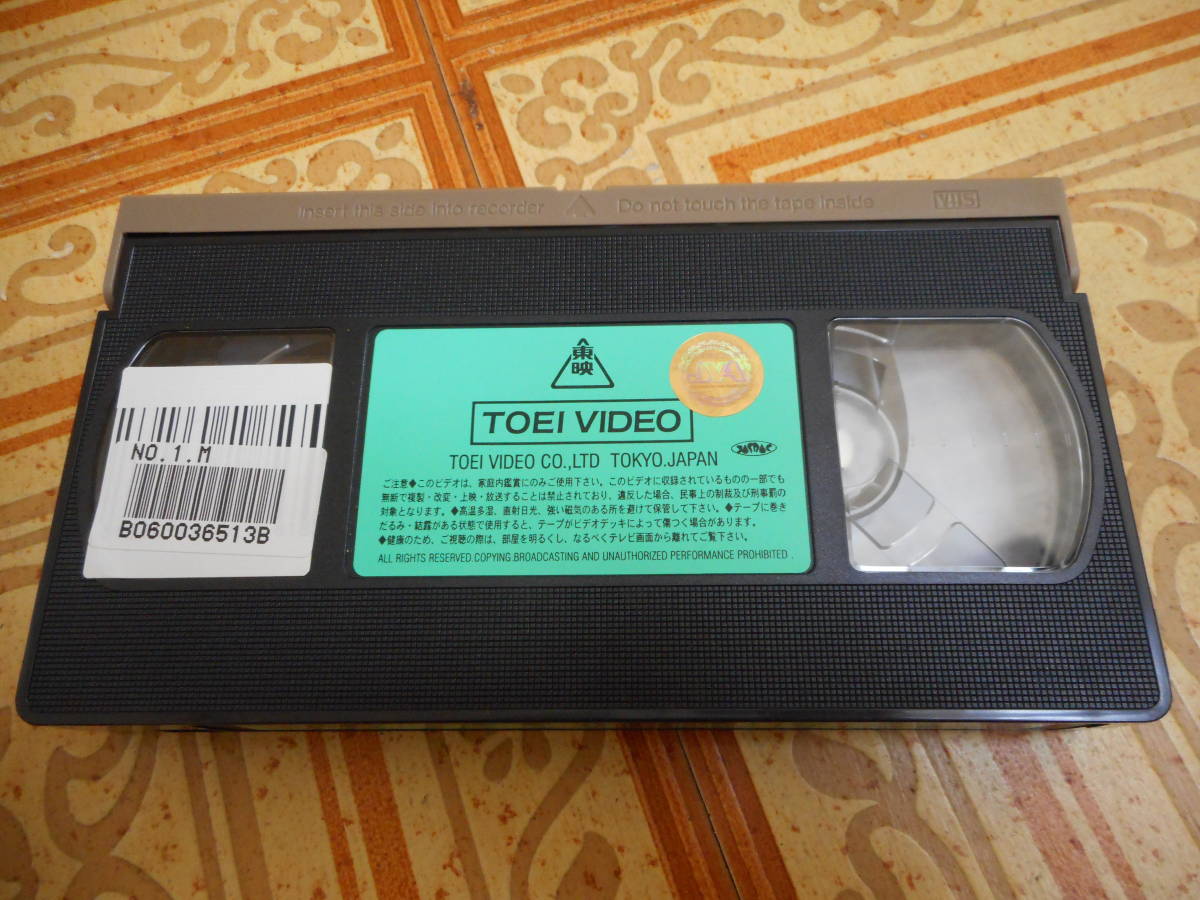 Insert this side into recorder Do not touch the tape inside VHS
東映
TOEI VIDEO
JASRAC
TOEI VIDEO CO.,LTD TOKYO.JAPAN
ご注意◆このビデオは、家庭内鑑賞にのみご使用下さい。このビデオに収録されているものの一部でも
無断で複製・改変・上映・放送することは禁止されており、違反した場合、民事上の制裁及び刑事罰の
対象となります。◆高温多湿、直射日光、強い磁気のある所を避けて保管して下さい。◆テープに巻き
だるみ・結露がある状態で使用すると、テープがビデオデッキによって傷つく場合があります。
◆健康のため、ご視聴の際は、部屋を明るくし、なるべくテレビ画面から離れてご覧下さい。
ALL RIGHTS RESERVED.COPYING.BROADCASTING AND UNAUTHORIZED PERFORMANCE PROHIBITED.
NO.1.M
B060036513B